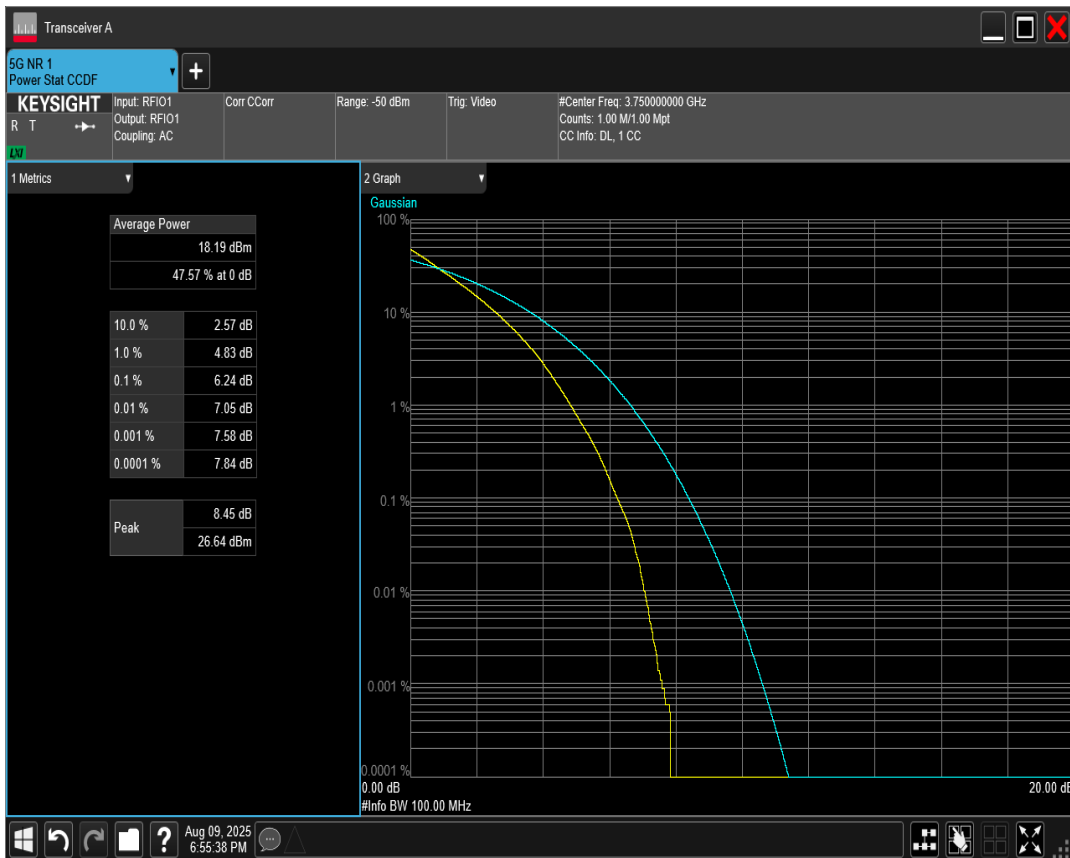 Transceiver A
5G NR 1
Power Stat CCDF
KEYSIGHT
R T
LXI
Input: RFIO1
Output: RFIO1
Coupling: AC
Corr CCorr
Range: -50 dBm
Trig: Video
#Center Freq: 3.750000000 GHz
Counts: 1.00 M/1.00 Mpt
CC Info: DL, 1 CC
1 Metrics
Average Power
18.19 dBm
47.57 % at 0 dB
10.0 % 2.57 dB
1.0 % 4.83 dB
0.1 % 6.24 dB
0.01 % 7.05 dB
0.001 % 7.58 dB
0.0001 % 7.84 dB
Peak
8.45 dB
26.64 dBm
2 Graph
Gaussian
100 %
10 %
1 %
0.1 %
0.01 %
0.001 %
0.0001 %
0.00 dB
20.00 dB
#Info BW 100.00 MHz
?
Aug 09, 2025
6:55:38 PM